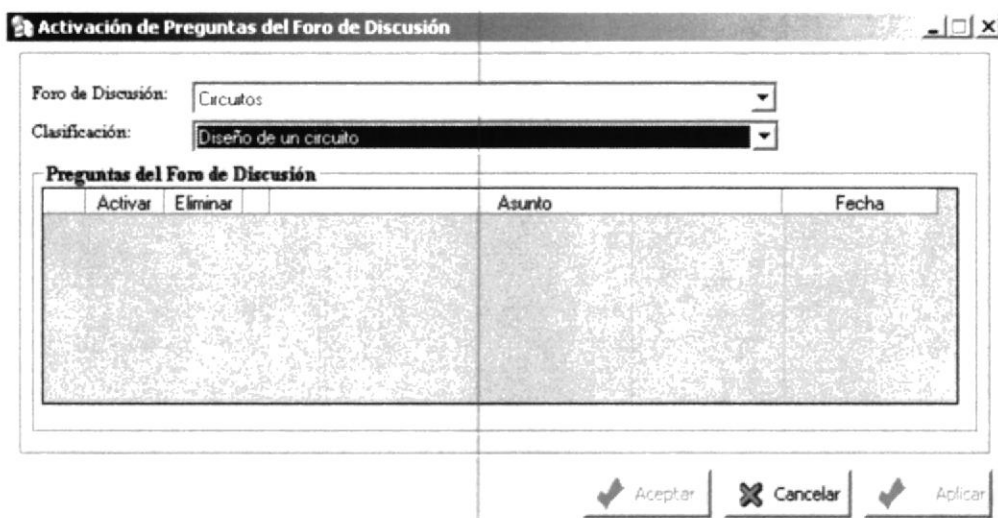 Activación de Preguntas del Foro de Discusión
Foro de Discusión: Circuitos
Clasificación: Diseño de un circuito
Preguntas del Foro de Discusión
Activar Eliminar Asunto Fecha
Aceptar Cancelar Aplicar